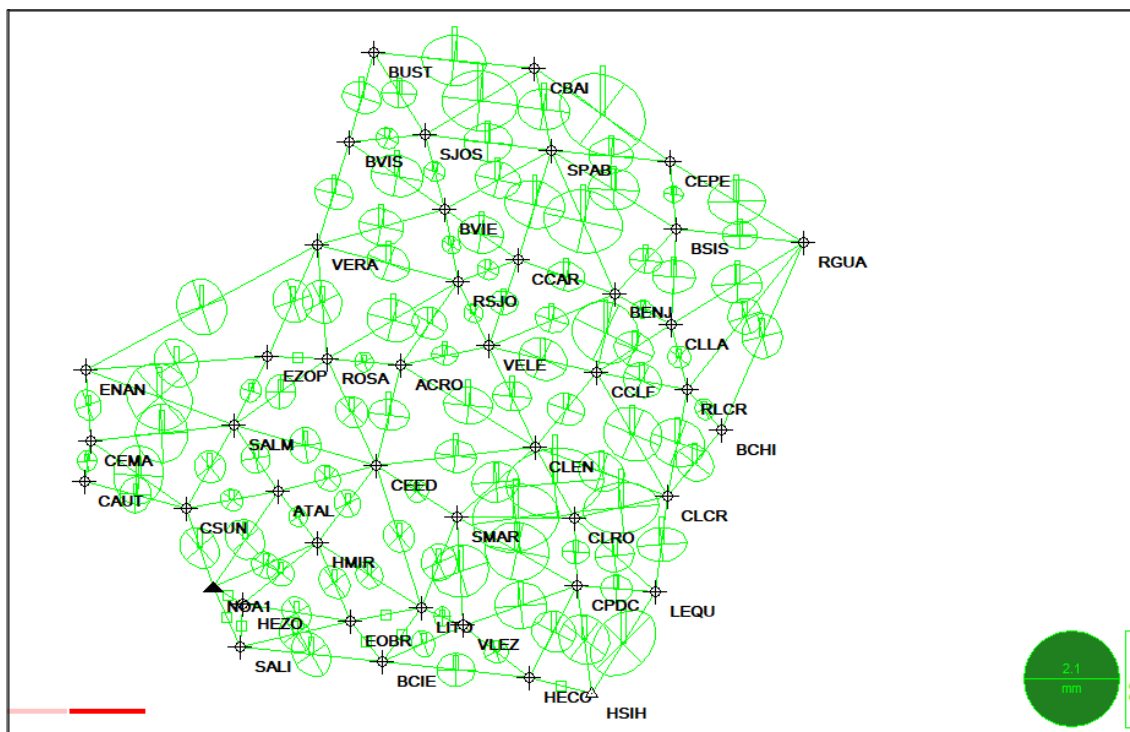 BUST
CBAI
SJOS
BVIS
SPAB
CEPE
BVIE
BSIS
RGUA
VERA
CCAR
RSJO
BENJ
CLLA
VELE
EZOP
ROSA
ACRO
CCLF
ENAN
RLCR
BCHI
SALM
CEMA
CLEN
CEED
CLCR
ATAL
CSUN
SMAR
CLRO
HMIR
NOA1
CPDC
LEQU
HEZO
LITO
EOBR
VLEZ
SALI
BCIE
HECG
HSIH
2.1
mm